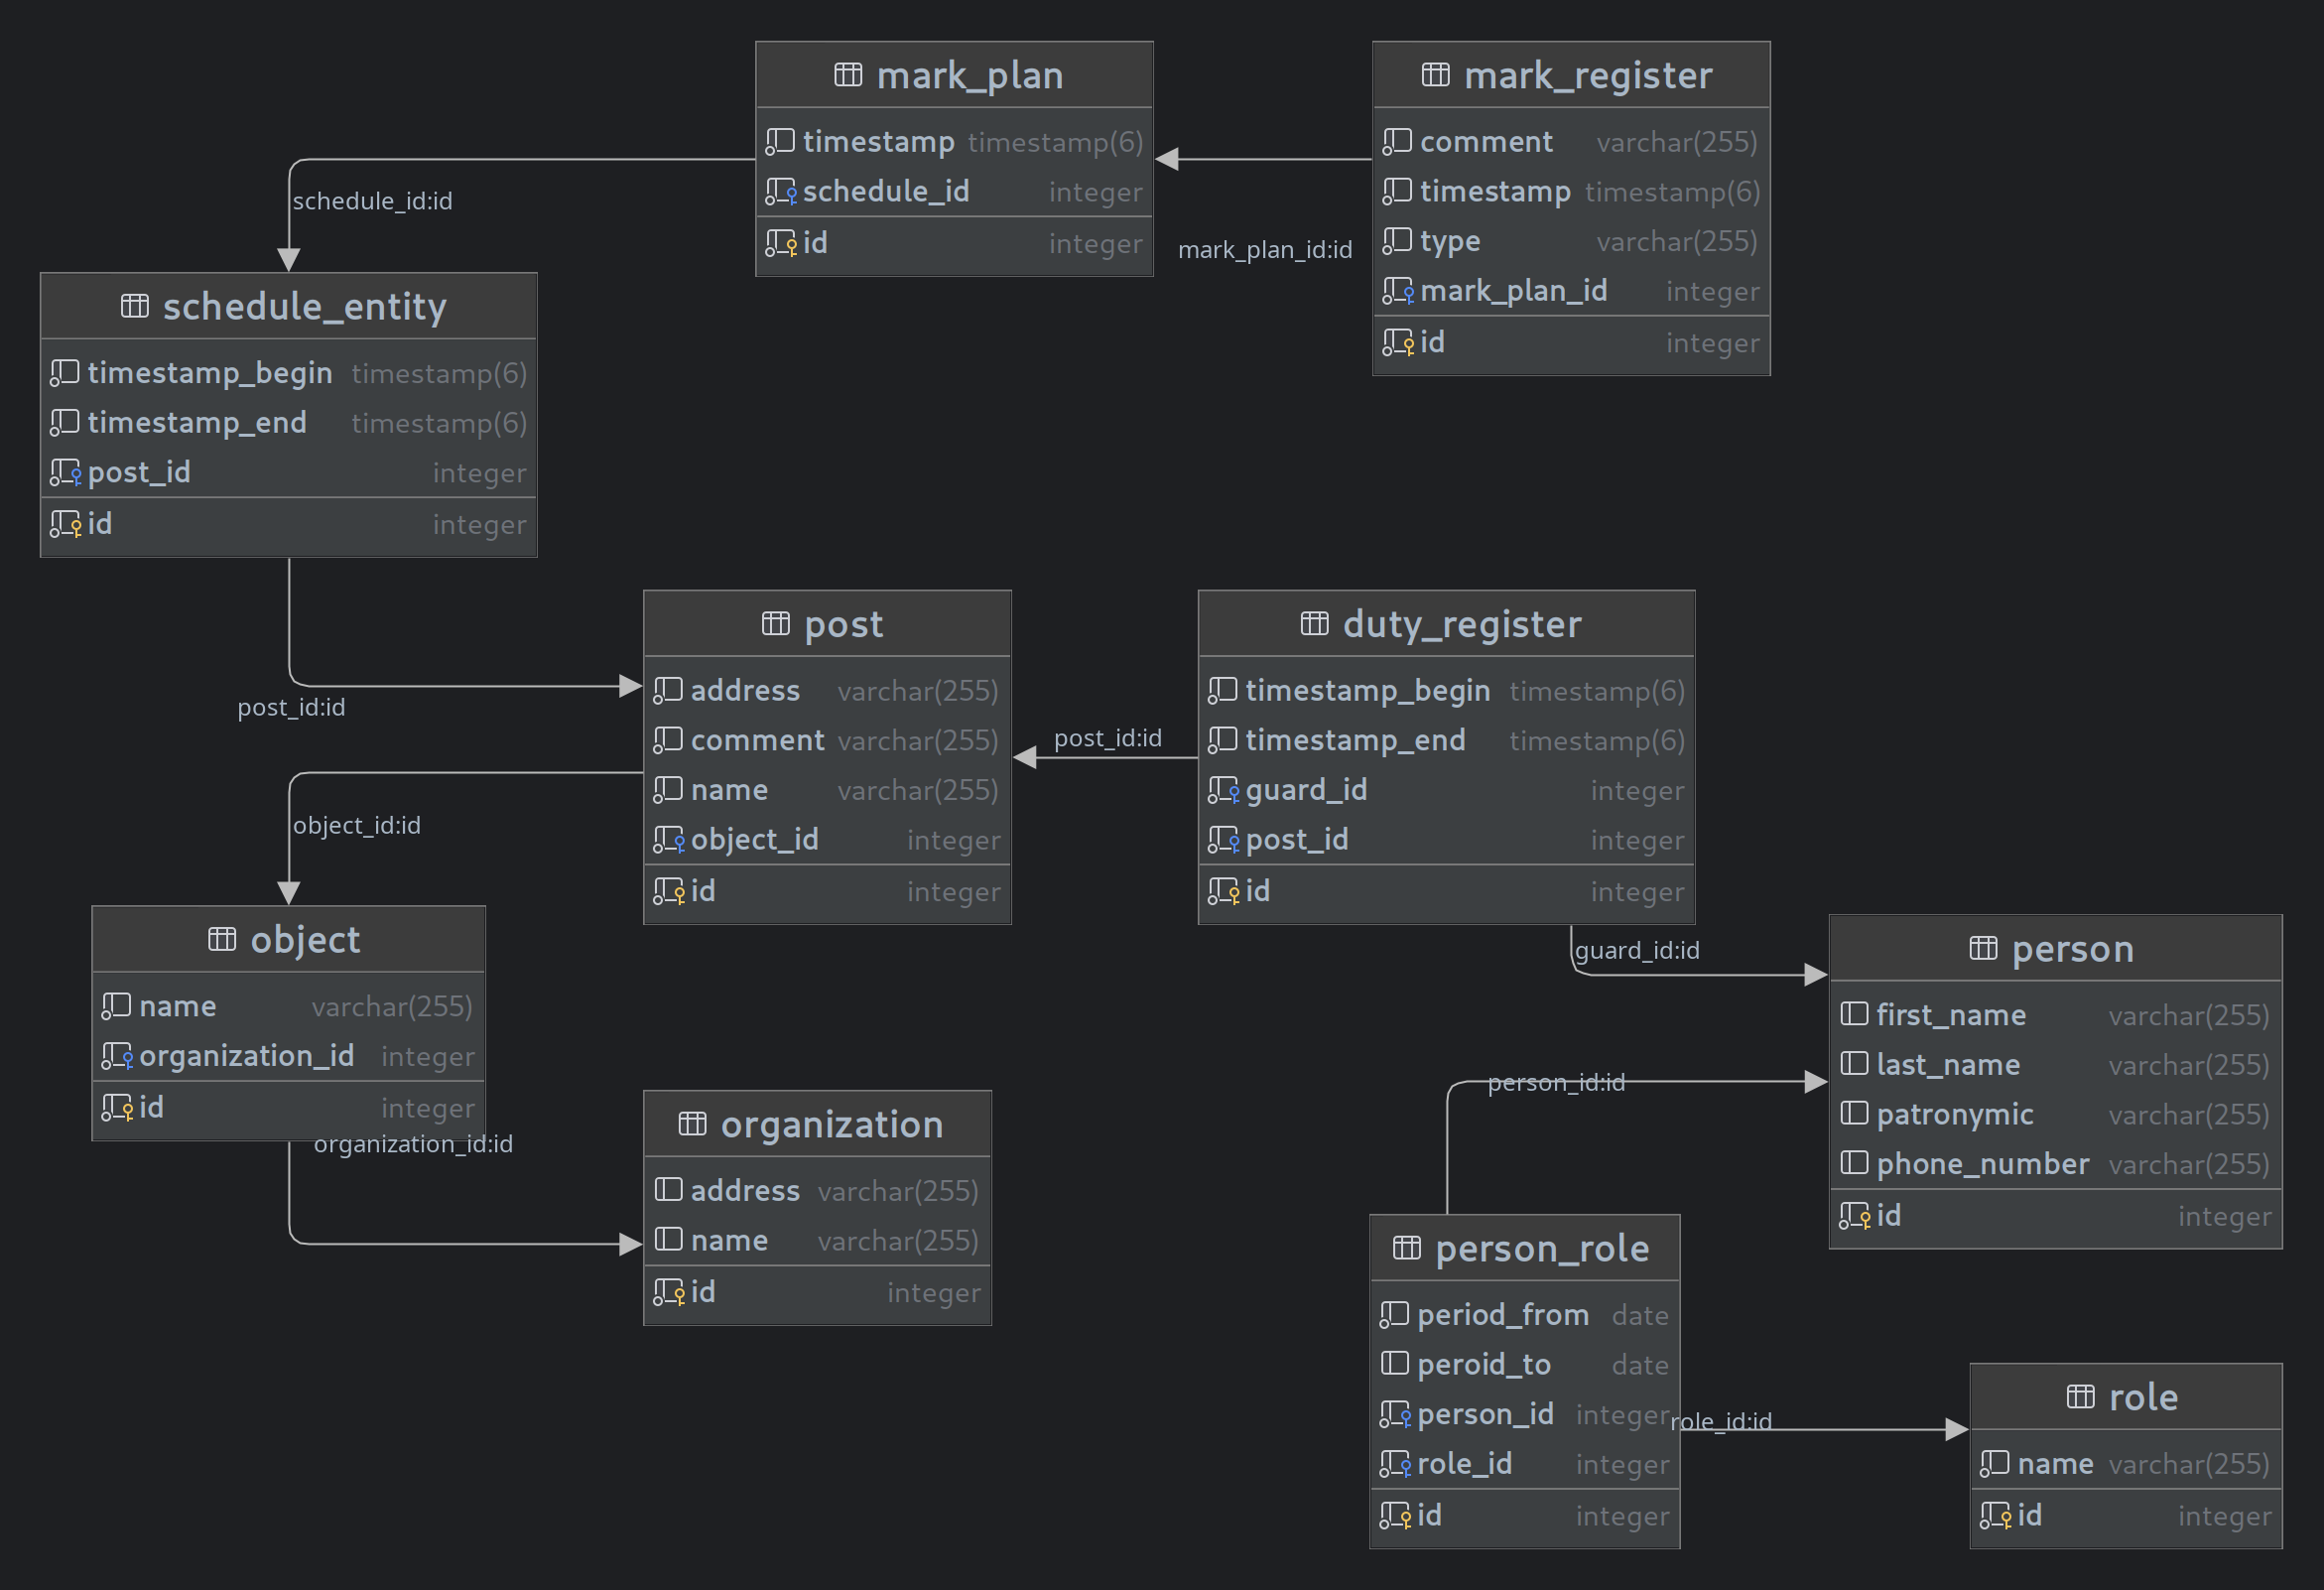 mark_plan
timestamp timestamp(6)
schedule_id integer
id integer
mark_register
comment varchar(255)
timestamp timestamp(6)
type varchar(255)
mark_plan_id integer
id integer
schedule_id:id
mark_plan_id:id
schedule_entity
timestamp_begin timestamp(6)
timestamp_end timestamp(6)
post_id integer
id integer
post_id:id
post
address varchar(255)
comment varchar(255)
name varchar(255)
object_id integer
id integer
post_id:id
duty_register
timestamp_begin timestamp(6)
timestamp_end timestamp(6)
guard_id integer
post_id integer
id integer
object_id:id
guard_id:id
object
name varchar(255)
organization_id integer
id integer
organization_id:id
organization
address varchar(255)
name varchar(255)
id integer
person
first_name varchar(255)
last_name varchar(255)
patronymic varchar(255)
phone_number varchar(255)
id integer
person_id:id
person_role
period_from date
peroid_to date
person_id integer
role_id integer
id integer
role_id:id
role
name varchar(255)
id integer